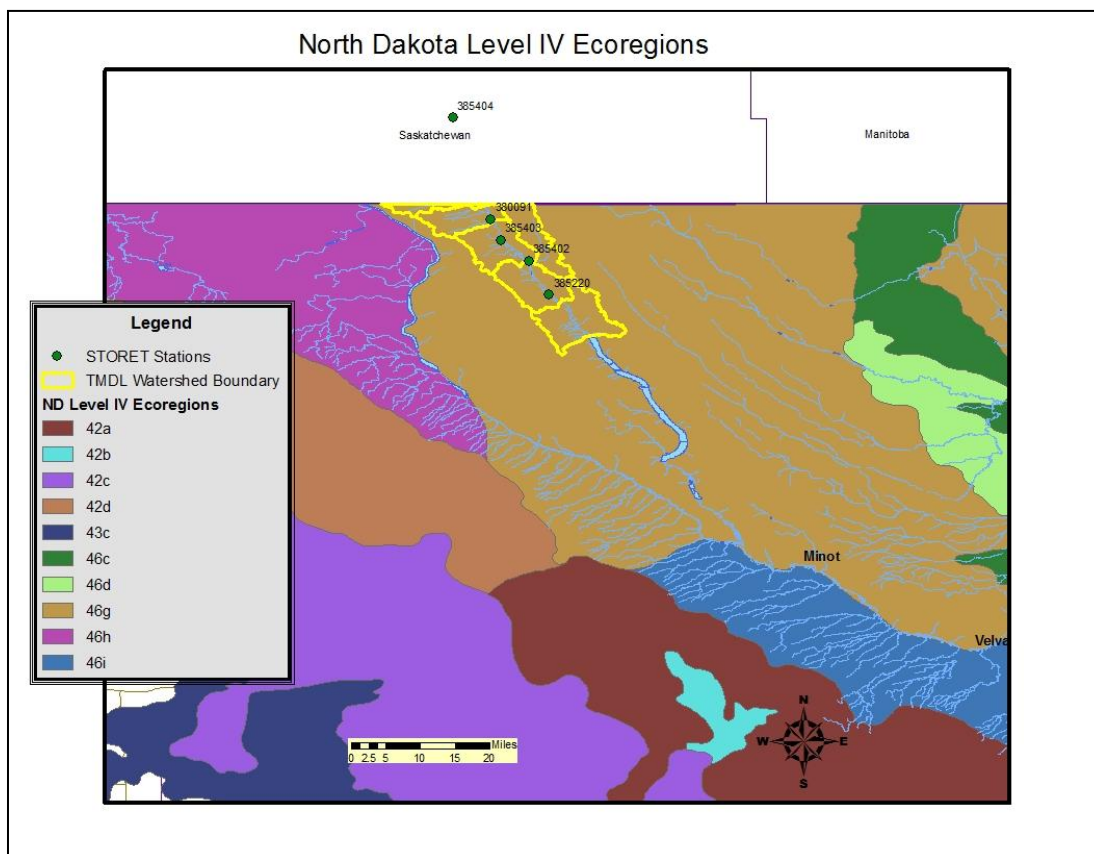 North Dakota Level IV Ecoregions
385404
Saskatchewan
Manitoba
380091
385403
385402
385220
Legend
STORET Stations
TMDL Watershed Boundary
ND Level IV Ecoregions
42a
42b
42c
42d
43c
46c
46d
46g
46h
46i
Minot
Velva
N
W E
S
Miles
0 2.5 5 10 15 20